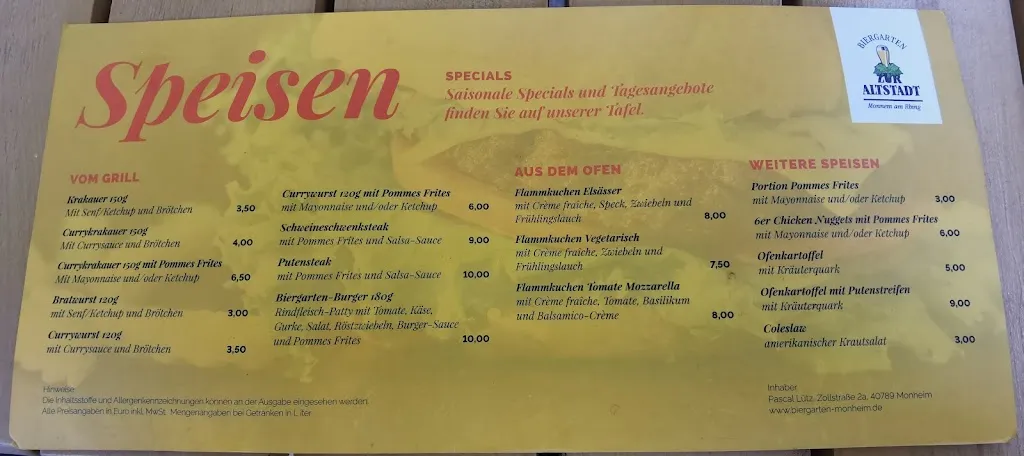 Speisen
SPECIALS
Saisonale Specials und Tagesangebote
finden Sie auf unserer Tafel.
BIERGARTEN
ZUR
ALTSTADT
Monnem am Rhing
VOM GRILL
Krakauer 150g
Mit Senf/Ketchup und Brötchen 3,50
Currykrakauer 150g
Mit Currysauce und Brötchen 4,00
Currykrakauer 150g mit Pommes Frites
Mit Mayonnaise und/oder Ketchup 6,50
Bratwurst 120g
mit Senf/Ketchup und Brötchen 3,00
Currywurst 120g
mit Currysauce und Brötchen 3,50
Currywurst 120g mit Pommes Frites
mit Mayonnaise und/oder Ketchup 6,00
Schweineschwenksteak
mit Pommes Frites und Salsa-Sauce 9,00
Putensteak
mit Pommes Frites und Salsa-Sauce 10,00
Biergarten-Burger 180g
Rindfleisch-Patty mit Tomate, Käse,
Gurke, Salat, Röstzwiebeln, Burger-Sauce
und Pommes Frites 10,00
AUS DEM OFEN
Flammkuchen Elsässer
mit Crème fraîche, Speck, Zwiebeln und
Frühlingslauch 8,00
Flammkuchen Vegetarisch
mit Crème fraîche, Zwiebeln und
Frühlingslauch 7,50
Flammkuchen Tomate Mozzarella
mit Crème fraîche, Tomate, Basilikum
und Balsamico-Crème 8,00
WEITERE SPEISEN
Portion Pommes Frites
mit Mayonnaise und/oder Ketchup 3,00
6er Chicken Nuggets mit Pommes Frites
mit Mayonnaise und/oder Ketchup 6,00
Ofenkartoffel
mit Kräuterquark 5,00
Ofenkartoffel mit Putenstreifen
mit Kräuterquark 9,00
Coleslaw
amerikanischer Krautsalat 3,00
Hinweise:
Die Inhaltsstoffe und Allergenkennzeichnungen können an der Ausgabe eingesehen werden.
Alle Preisangaben in Euro inkl. MwSt. Mengenangaben bei Getränken in Liter.
Inhaber
Pascal Lütz, Zollstraße 2a, 40789 Monheim
www.biergarten-monheim.de